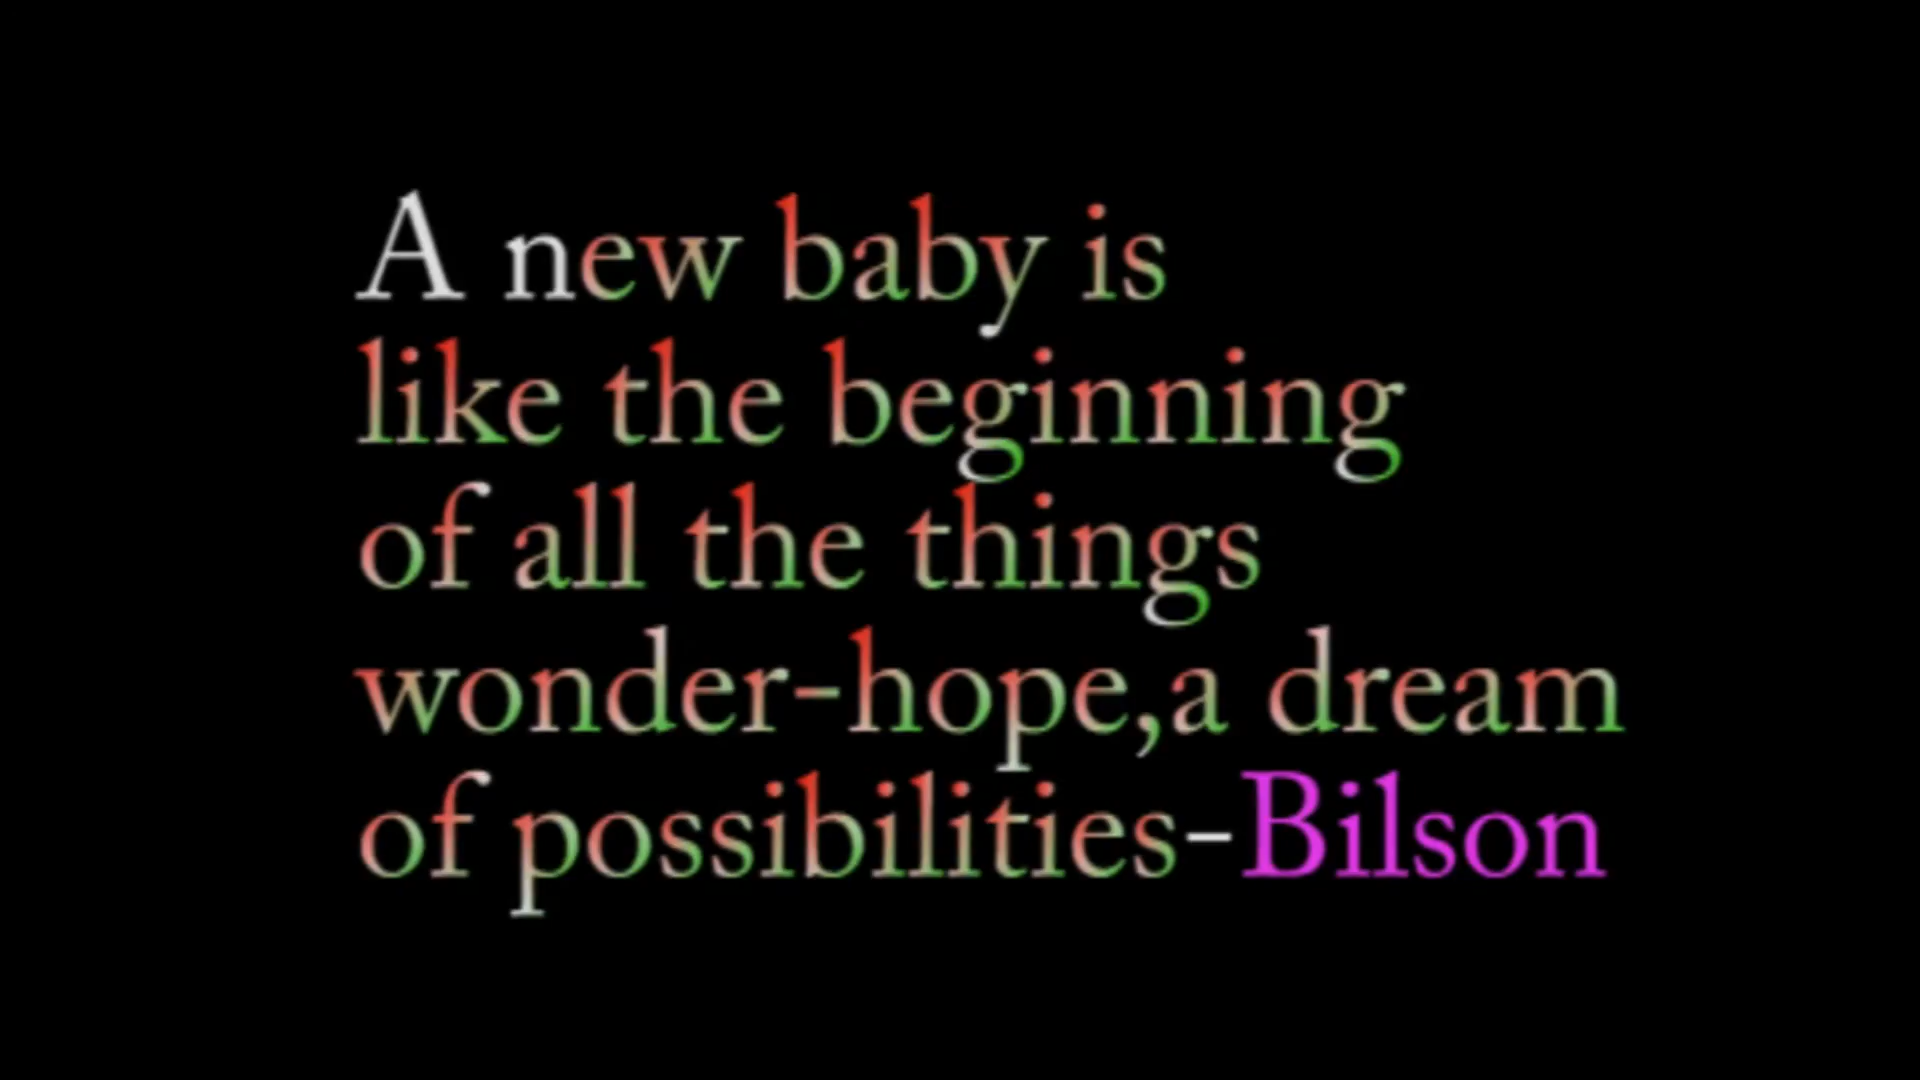 A new baby is
like the beginning
of all the things
wonder-hope,a dream
of possibilities-Bilson